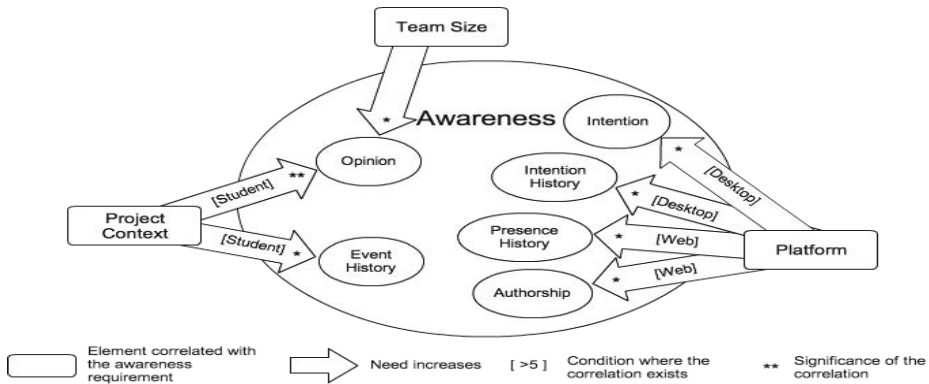 Team Size
*
Awareness
Intention
*
Opinion
**
[Student]
Intention
History
*
[Desktop]
[Desktop]
Project
Context
[Student]
*
Event
History
Presence
History
*
[Web]
Platform
Authorship
*
[Web]
Element correlated with
the awareness
requirement
Need increases
[ >5 ]
Condition where the
correlation exists
**
Significance of the
correlation